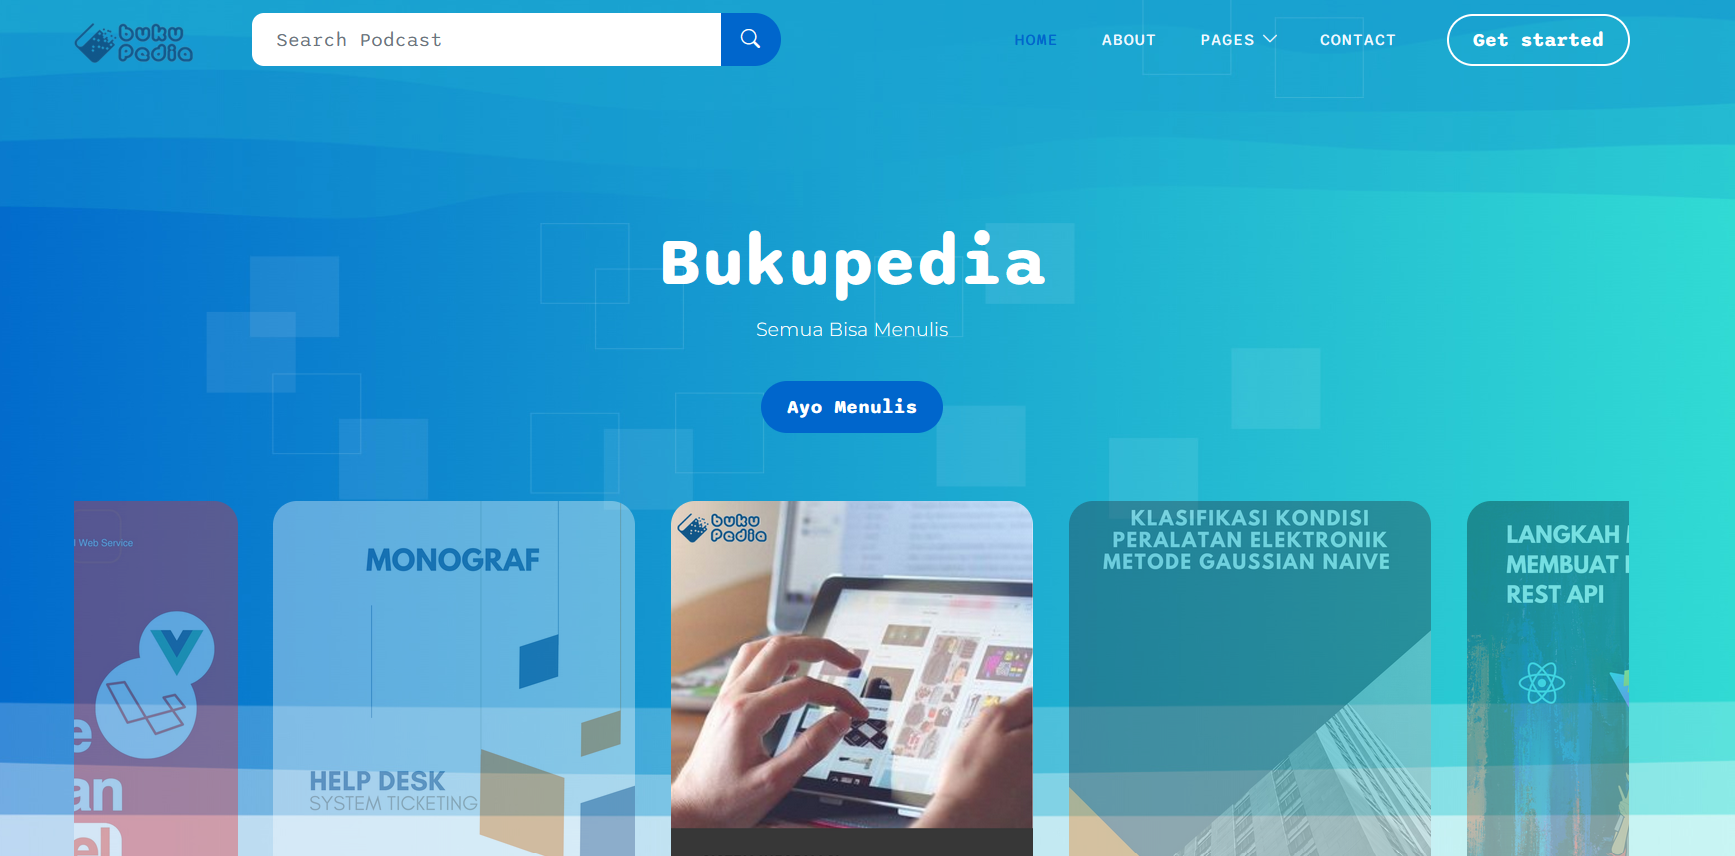 buku
Pedia
Search Podcast
HOME
ABOUT
PAGES
CONTACT
Get started
Bukupedia
Semua Bisa Menulis
Ayo Menulis
Web Service
an
el
MONOGRAF
HELP DESK
SYSTEM TICKETING
buku
Pedia
KLASIFIKASI KONDISI
PERALATAN ELEKTRONIK
METODE GAUSSIAN NAIVE
LANGKAH
MEMBUAT
REST API